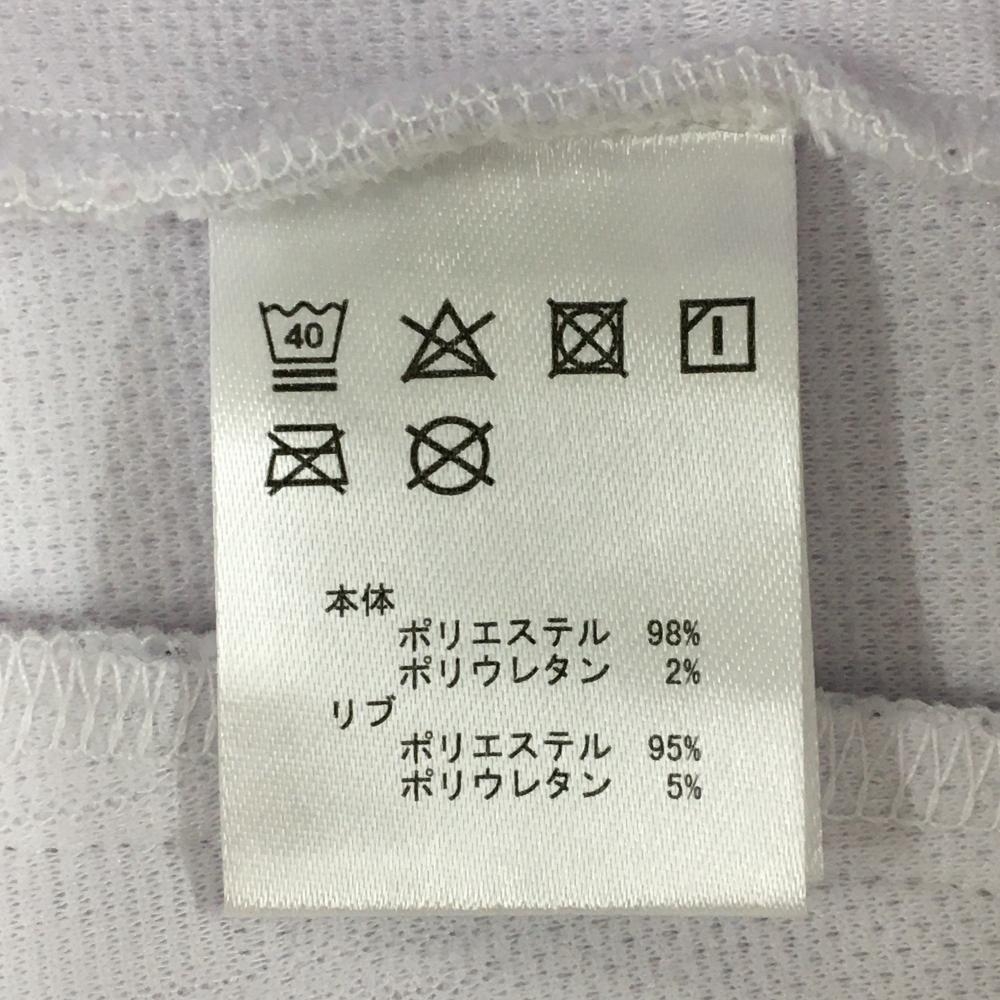 40
本体
ポリエステル 98%
ポリウレタン 2%
リブ
ポリエステル 95%
ポリウレタン 5%